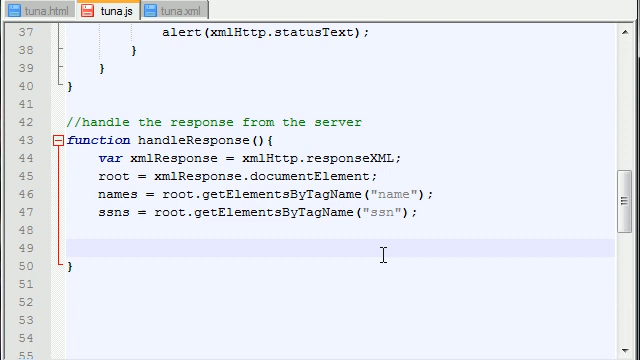 tuna.html tuna.js tuna.xml
37 alert(xmlHttp.statusText);
38 }
39 }
40 }
41
42 //handle the response from the server
43 function handleResponse(){
44 var xmlResponse = xmlHttp.responseXML;
45 root = xmlResponse.documentElement;
46 names = root.getElementsByTagName("name");
47 ssns = root.getElementsByTagName("ssn");
48
49
50 }
51
52
53
54
55